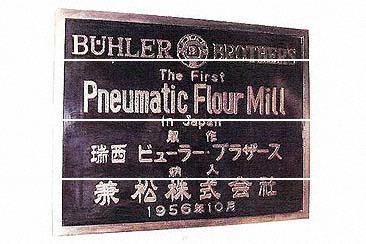 BÜHLER BROTHERS
The First
Pneumatic Flour Mill
in Japan
製作
瑞西 ビューラー・ブラザース
納入
兼松株式会社
1956年10月